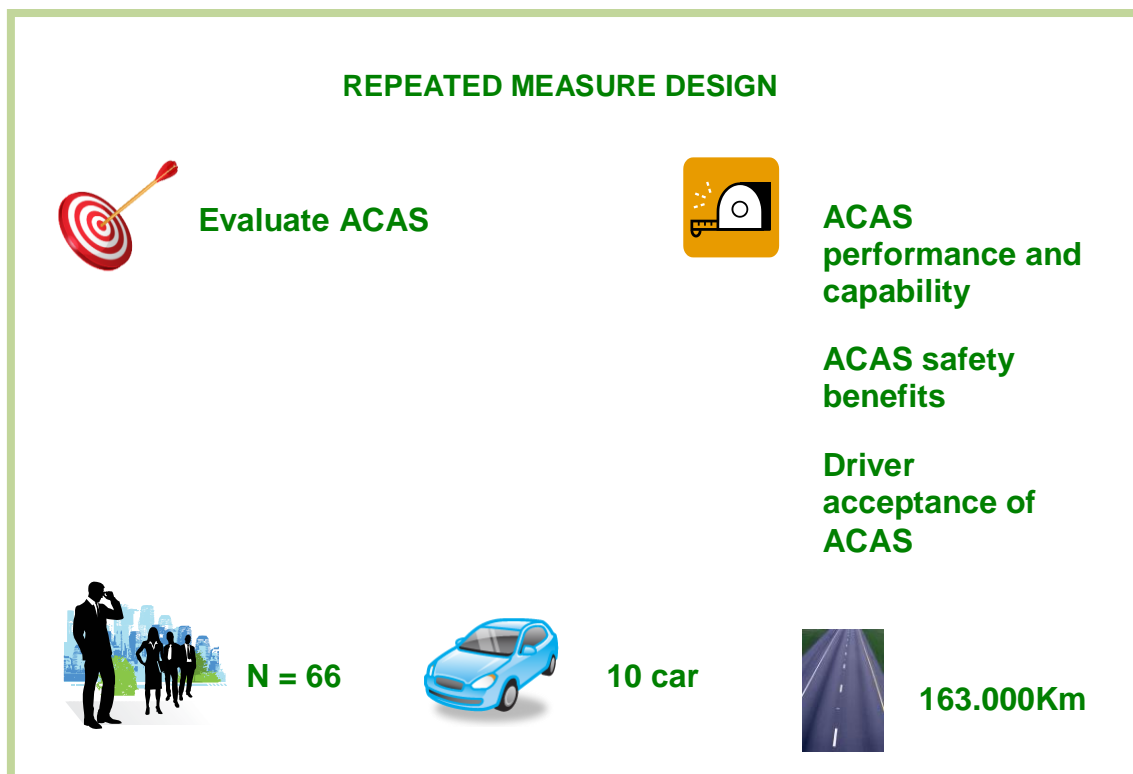 REPEATED MEASURE DESIGN
Evaluate ACAS
ACAS
performance and
capability
ACAS safety
benefits
Driver
acceptance of
ACAS
N = 66
10 car
163.000Km